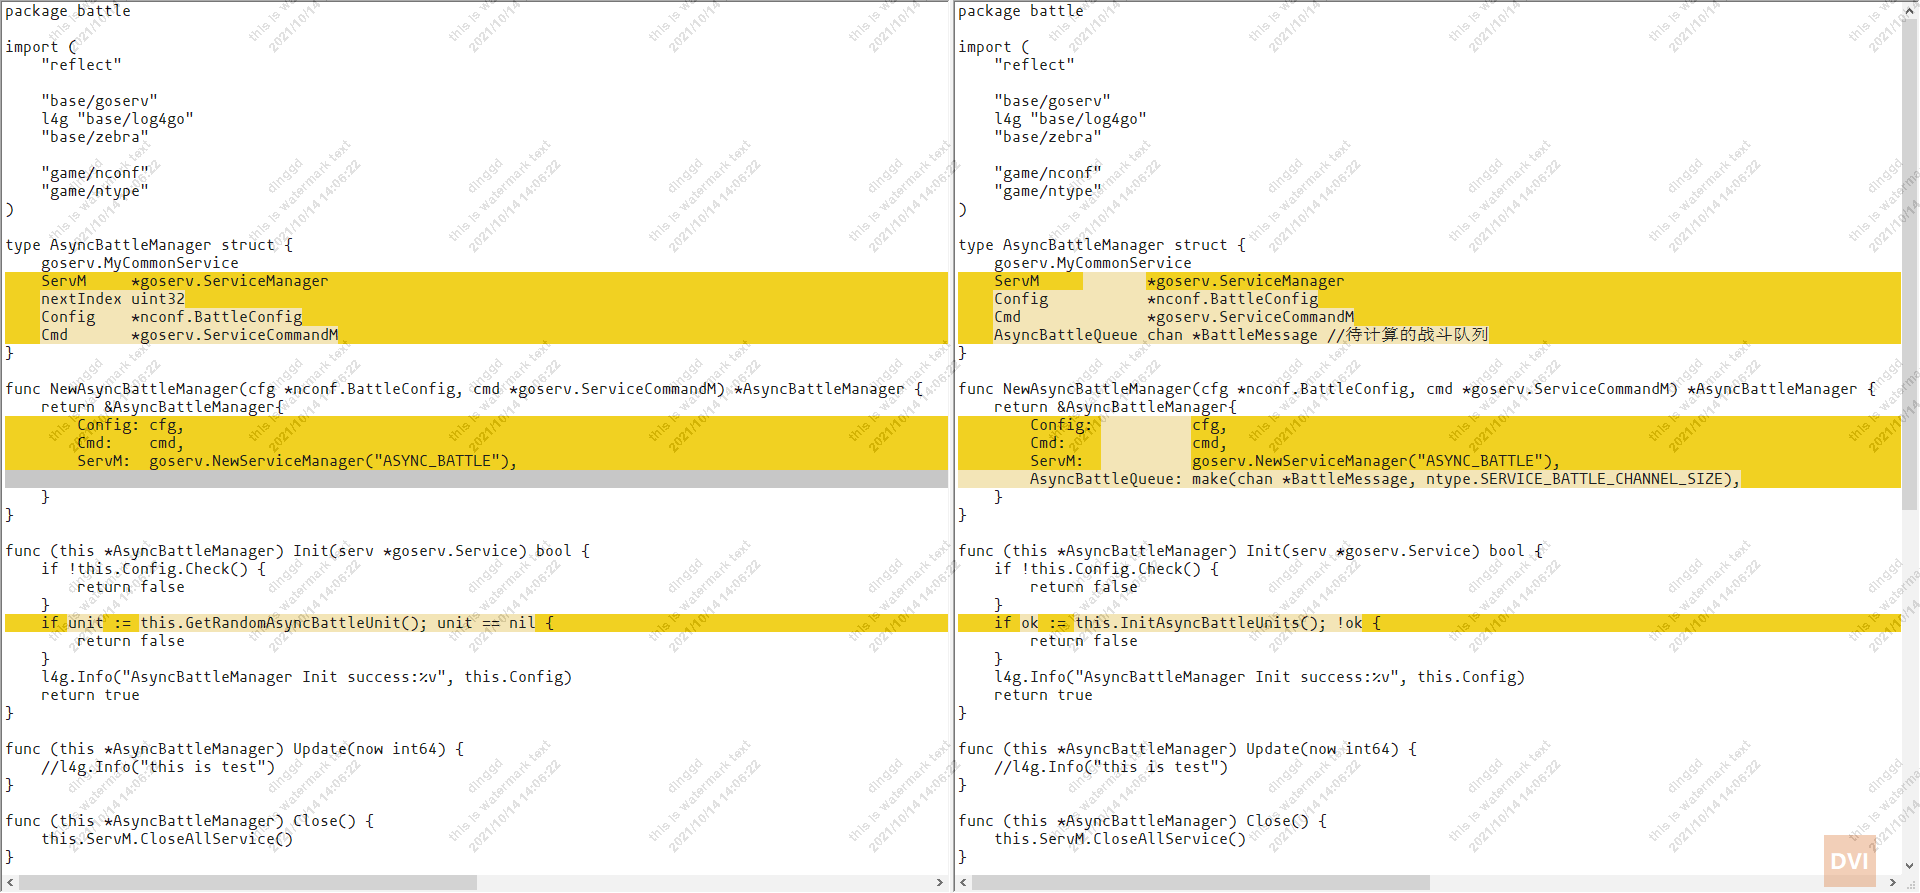 package battle
import (
"reflect"
"base/goserv"
l4g "base/log4go"
"base/zebra"
"game/nconf"
"game/ntype"
)
type AsyncBattleManager struct {
goserv.MyCommonService
ServM *goserv.ServiceManager
nextIndex uint32
Config *nconf.BattleConfig
Cmd *goserv.ServiceCommandM
}
func NewAsyncBattleManager(cfg *nconf.BattleConfig, cmd *goserv.ServiceCommandM) *AsyncBattleManager {
return &AsyncBattleManager{
Config: cfg,
Cmd: cmd,
ServM: goserv.NewServiceManager("ASYNC_BATTLE"),
}
}
func (this *AsyncBattleManager) Init(serv *goserv.Service) bool {
if !this.Config.Check() {
return false
}
if unit := this.GetRandomAsyncBattleUnit(); unit == nil {
return false
}
l4g.Info("AsyncBattleManager Init success:%v", this.Config)
return true
}
func (this *AsyncBattleManager) Update(now int64) {
//l4g.Info("this is test")
}
func (this *AsyncBattleManager) Close() {
this.ServM.CloseAllService()
}
package battle
import (
"reflect"
"base/goserv"
l4g "base/log4go"
"base/zebra"
"game/nconf"
"game/ntype"
)
type AsyncBattleManager struct {
goserv.MyCommonService
ServM *goserv.ServiceManager
Config *nconf.BattleConfig
Cmd *goserv.ServiceCommandM
AsyncBattleQueue chan *BattleMessage //待计算的战斗队列
}
func NewAsyncBattleManager(cfg *nconf.BattleConfig, cmd *goserv.ServiceCommandM) *AsyncBattleManager {
return &AsyncBattleManager{
Config: cfg,
Cmd: cmd,
ServM: goserv.NewServiceManager("ASYNC_BATTLE"),
AsyncBattleQueue: make(chan *BattleMessage, ntype.SERVICE_BATTLE_CHANNEL_SIZE),
}
}
func (this *AsyncBattleManager) Init(serv *goserv.Service) bool {
if !this.Config.Check() {
return false
}
if ok := this.InitAsyncBattleUnits(); !ok {
return false
}
l4g.Info("AsyncBattleManager Init success:%v", this.Config)
return true
}
func (this *AsyncBattleManager) Update(now int64) {
//l4g.Info("this is test")
}
func (this *AsyncBattleManager) Close() {
this.ServM.CloseAllService()
}
DVI
dinggd
this is watermark text
2021/10/14 14:06:22